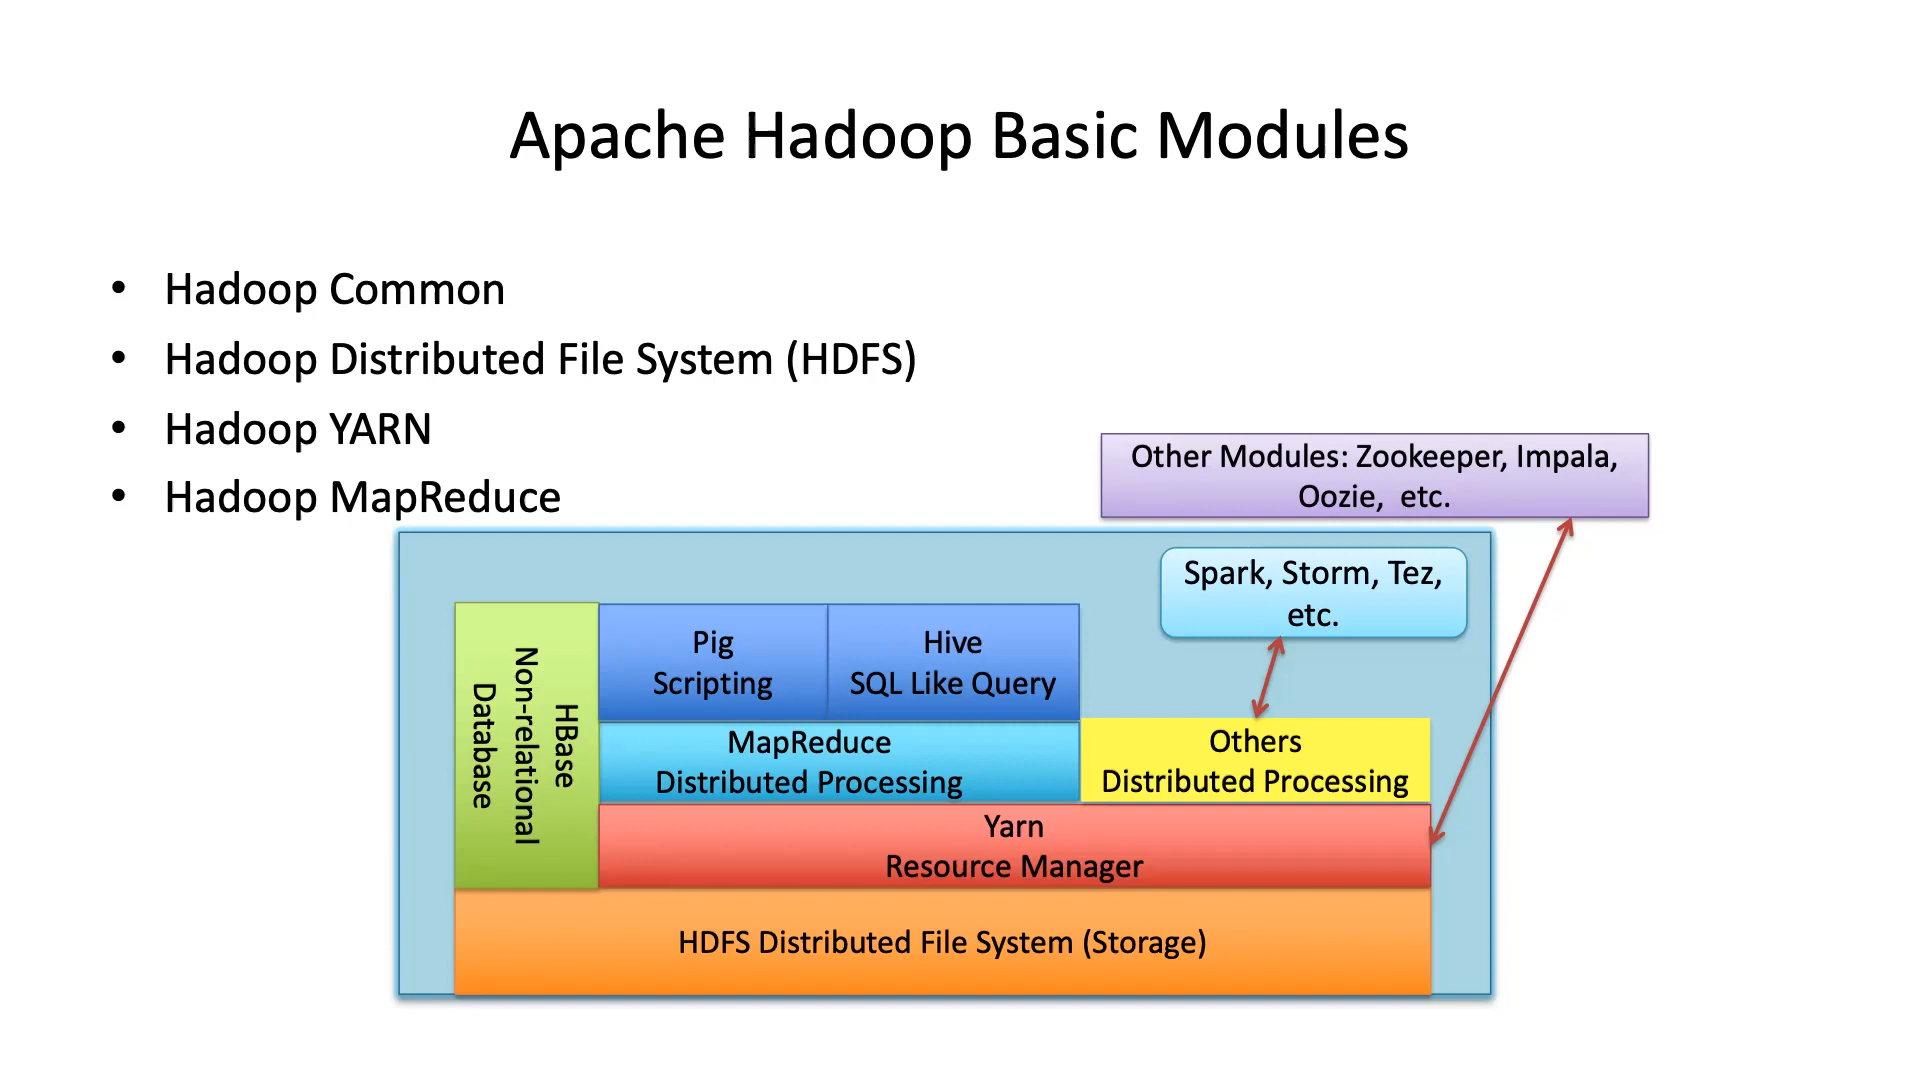 Apache Hadoop Basic Modules
• Hadoop Common
• Hadoop Distributed File System (HDFS)
• Hadoop YARN
• Hadoop MapReduce
Other Modules: Zookeeper, Impala,
Oozie, etc.
Spark, Storm, Tez,
etc.
HBase
Non-relational
Database
Pig
Scripting
Hive
SQL Like Query
MapReduce
Distributed Processing
Others
Distributed Processing
Yarn
Resource Manager
HDFS Distributed File System (Storage)